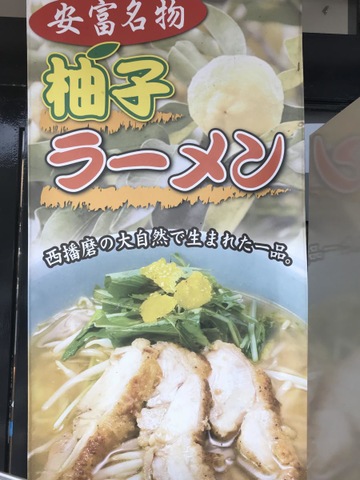 安富名物
柚子
ラーメン
西播磨の大自然で生まれた一品。